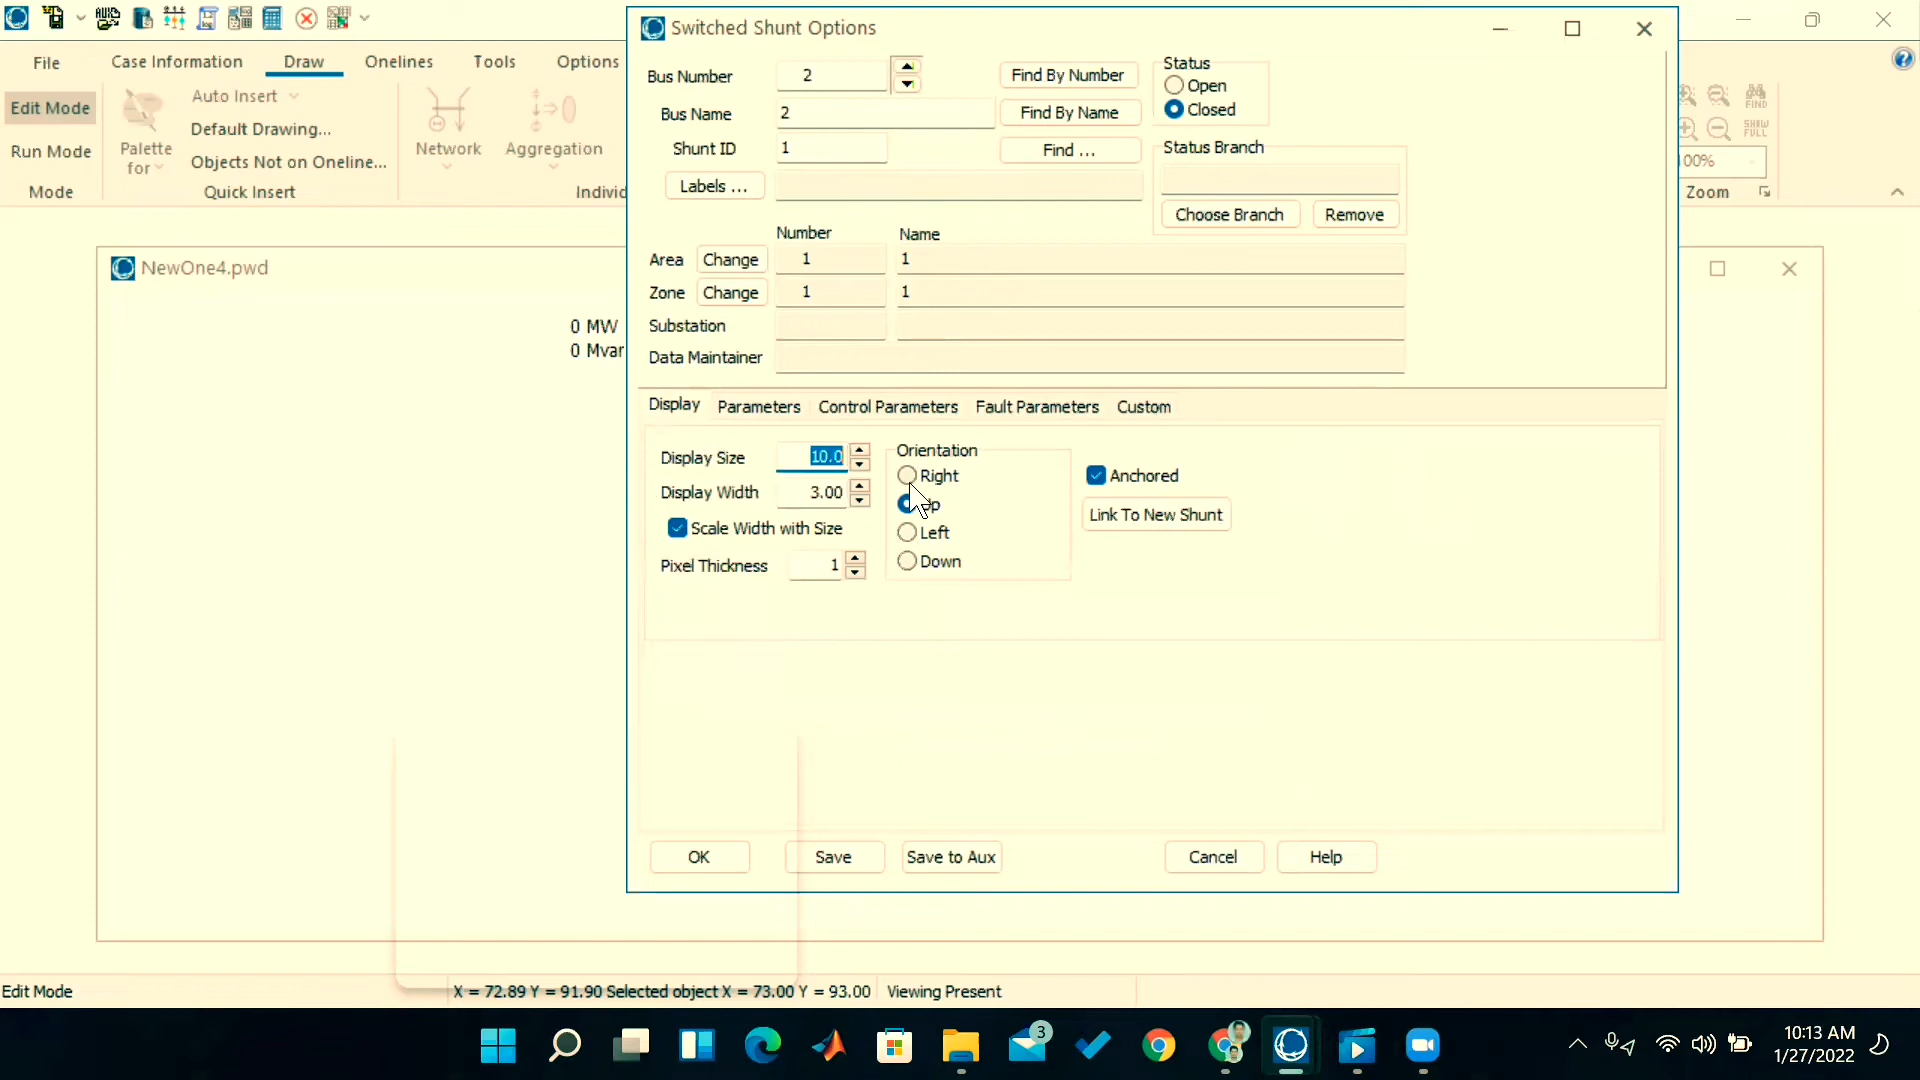 Switched Shunt Options
File
Case Information
Draw
Onelines
Tools
Options
Edit Mode
Run Mode
Mode
Palette
for
Auto Insert
Default Drawing...
Objects Not on Oneline...
Quick Insert
Network
Aggregation
FIND
SHOW
FULL
Zoom
Bus Number 2 Find By Number
Bus Name 2 Find By Name
Shunt ID 1 Find ...
Labels ...
Status
Open
Closed
Status Branch
Choose Branch Remove
Number Name
Area Change 1 1
Zone Change 1 1
Substation
Data Maintainer
NewOne4.pwd
0 MW
0 Mvar
Display Parameters Control Parameters Fault Parameters Custom
Display Size 10.0
Display Width 3.00
Scale Width with Size
Pixel Thickness 1
Orientation
Right
Left
Down
Anchored
Link To New Shunt
OK Save Save to Aux Cancel Help
Edit Mode X = 72.89 Y = 91.90 Selected object X = 73.00 Y = 93.00 Viewing Present
3
10:13 AM
1/27/2022